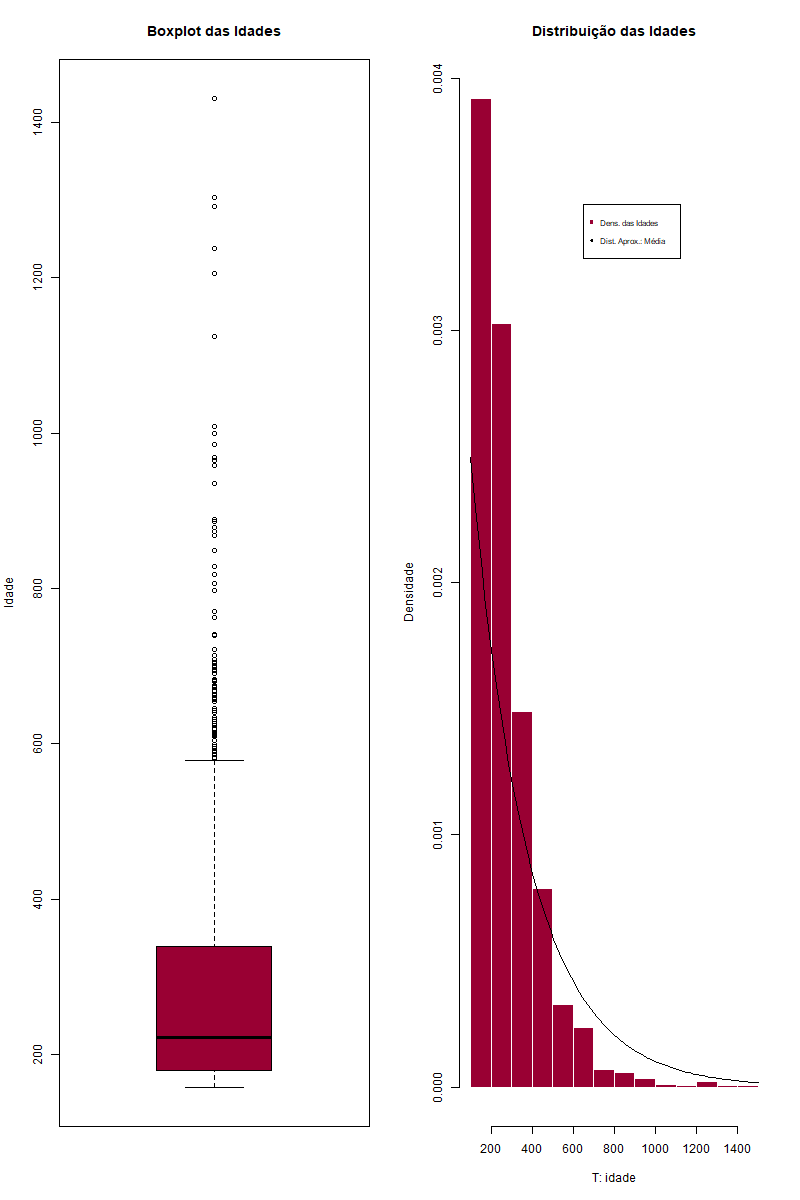 Boxplot das Idades
Idade
1400
1200
1000
800
600
400
200
Distribuição das Idades
Densidade
0.004
0.003
0.002
0.001
0.000
Dens. das Idades
Dist. Aprox.: Média
200 400 600 800 1000 1200 1400
T: idade